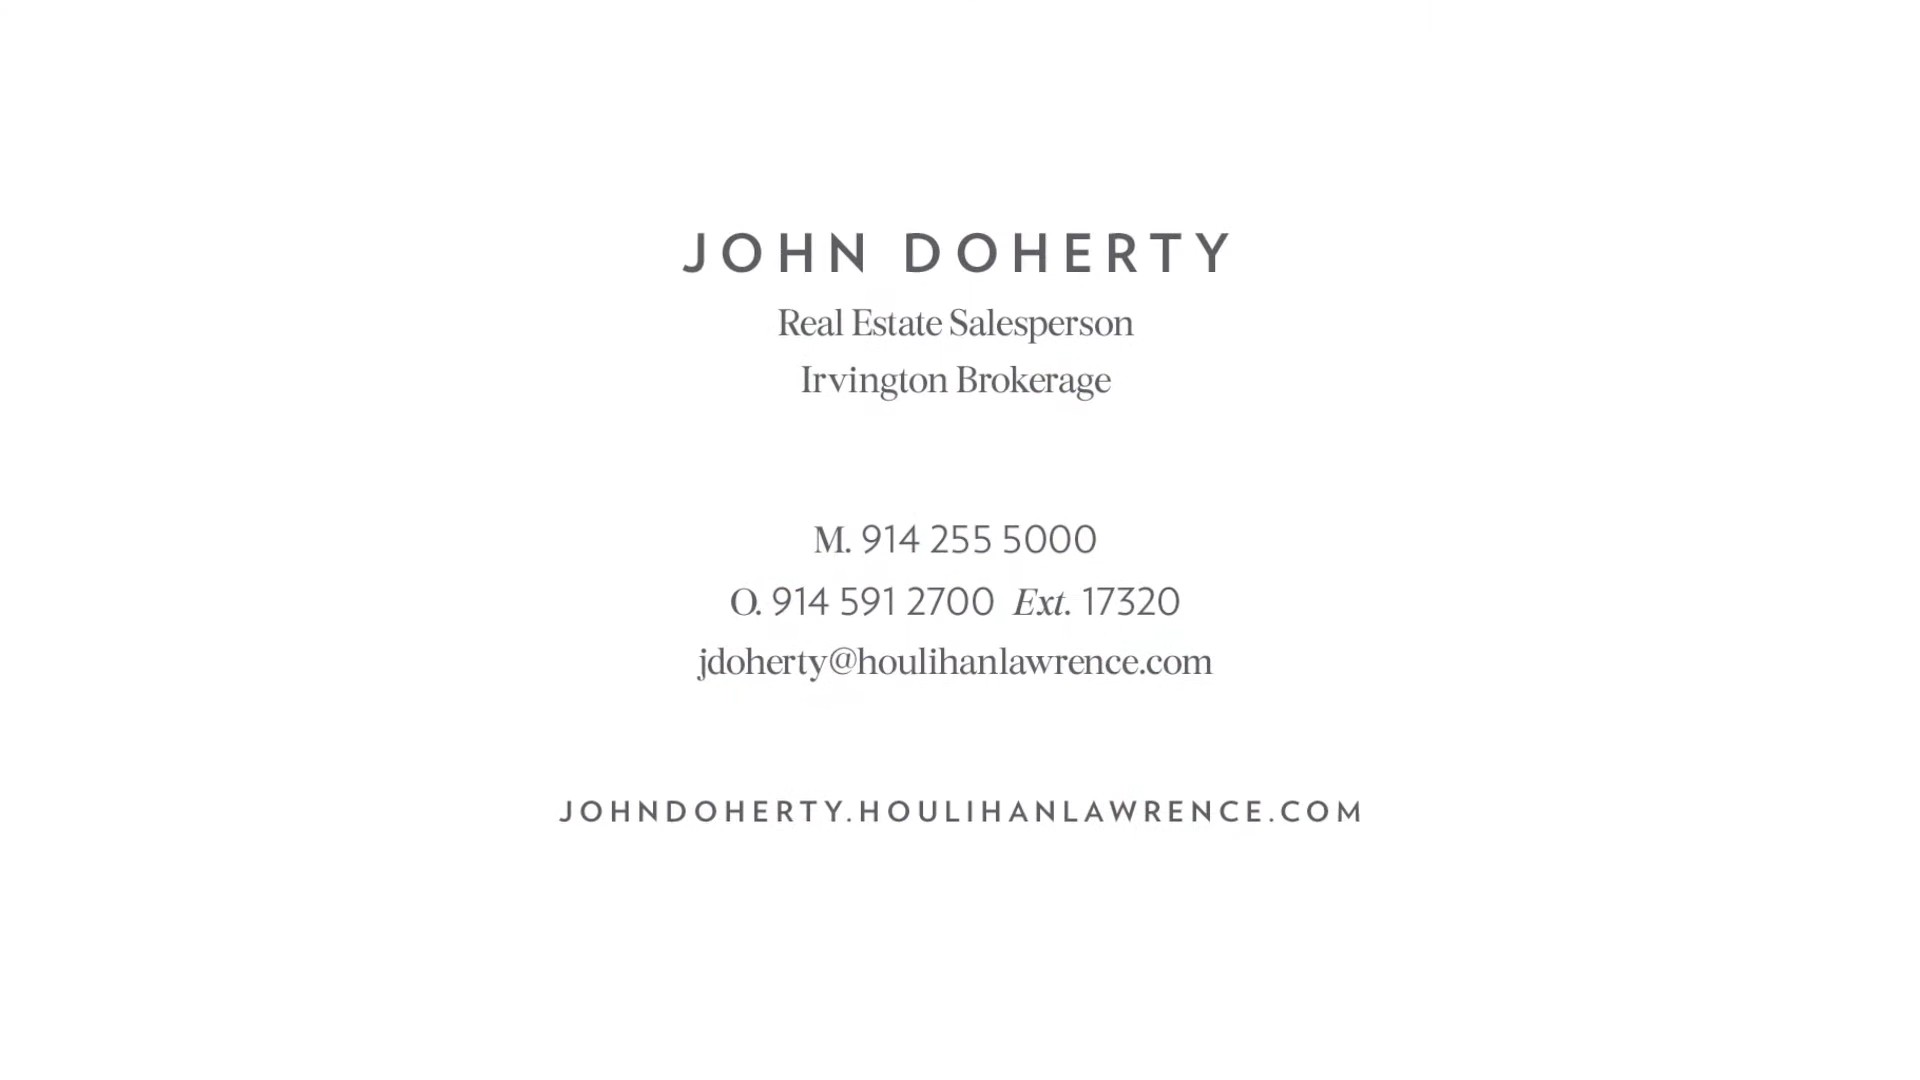 JOHN DOHERTY
Real Estate Salesperson
Irvington Brokerage
M. 914 255 5000
O. 914 591 2700 Ext. 17320
jdoherty@houlihanlawrence.com
JOHNDOHERTY.HOULIHANLAWRENCE.COM